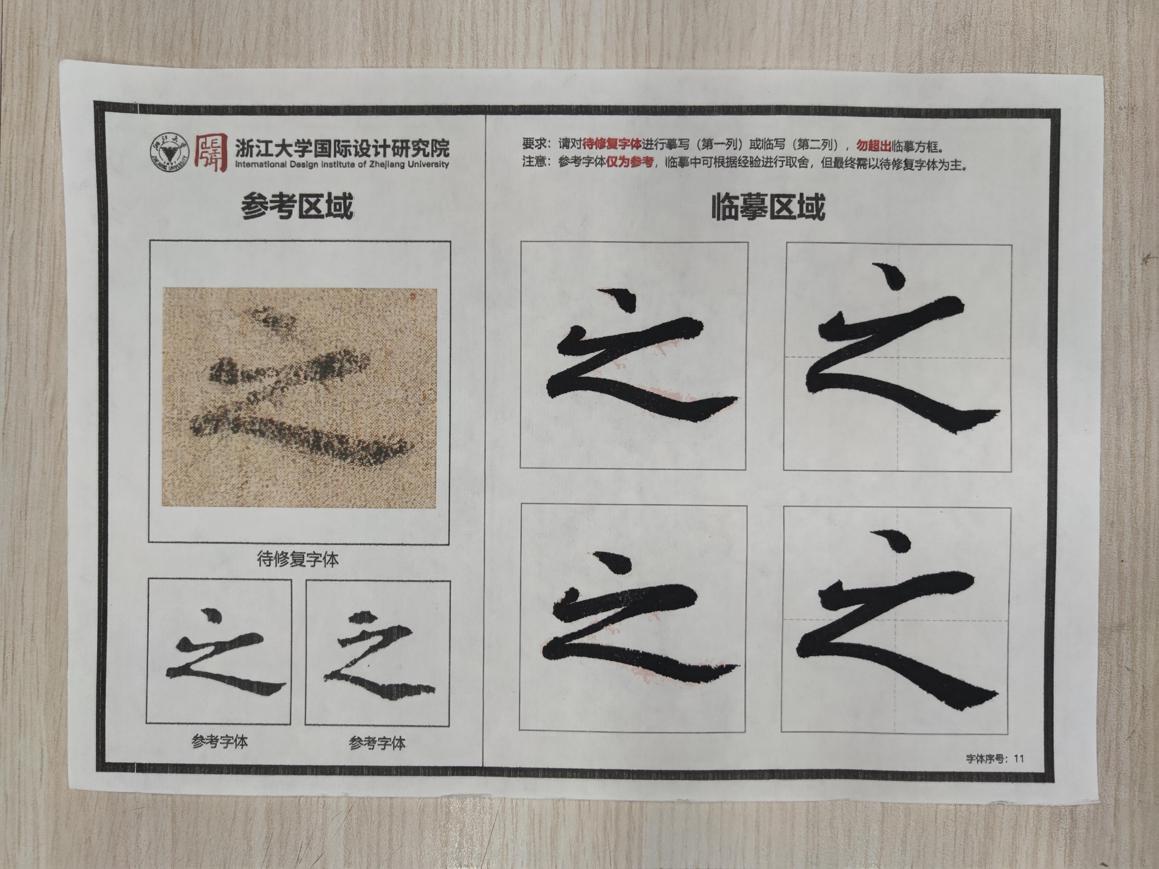 浙江大学国际设计研究院
International Design Institute of Zhejiang University
参考区域
待修复字体
之
之
参考字体
参考字体
要求：请对待修复字体进行摹写（第一列）或临写（第二列），勿超出临摹方框。
注意：参考字体仅为参考，临摹中可根据经验进行取舍，但最终需以待修复字体为主。
临摹区域
之
之
之
之
之
字体序号：11